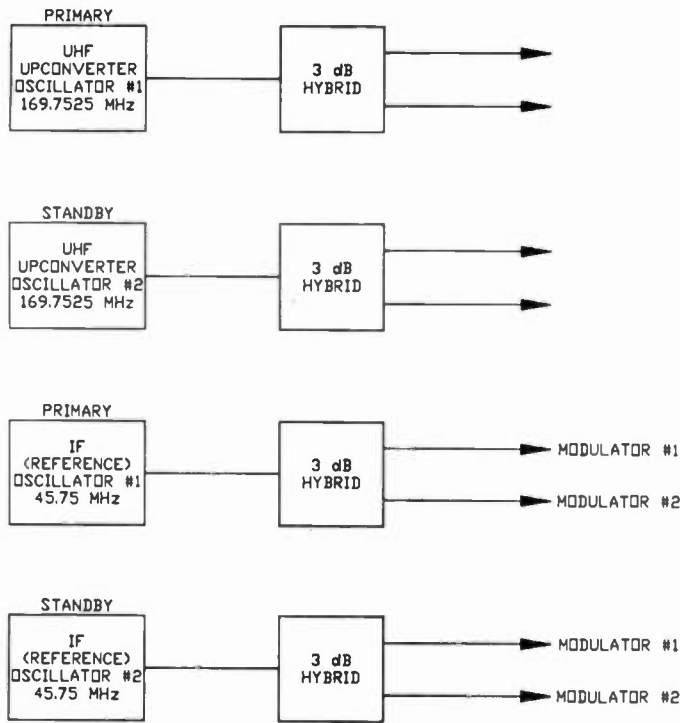 PRIMARY
UHF
UPCONVERTER
OSCILLATOR #1
169.7525 MHz
3 dB
HYBRID
STANDBY
UHF
UPCONVERTER
OSCILLATOR #2
169.7525 MHz
3 dB
HYBRID
PRIMARY
IF
(REFERENCE)
OSCILLATOR #1
45.75 MHz
3 dB
HYBRID
MODULATOR #1
MODULATOR #2
STANDBY
IF
(REFERENCE)
OSCILLATOR #2
45.75 MHz
3 dB
HYBRID
MODULATOR #1
MODULATOR #2